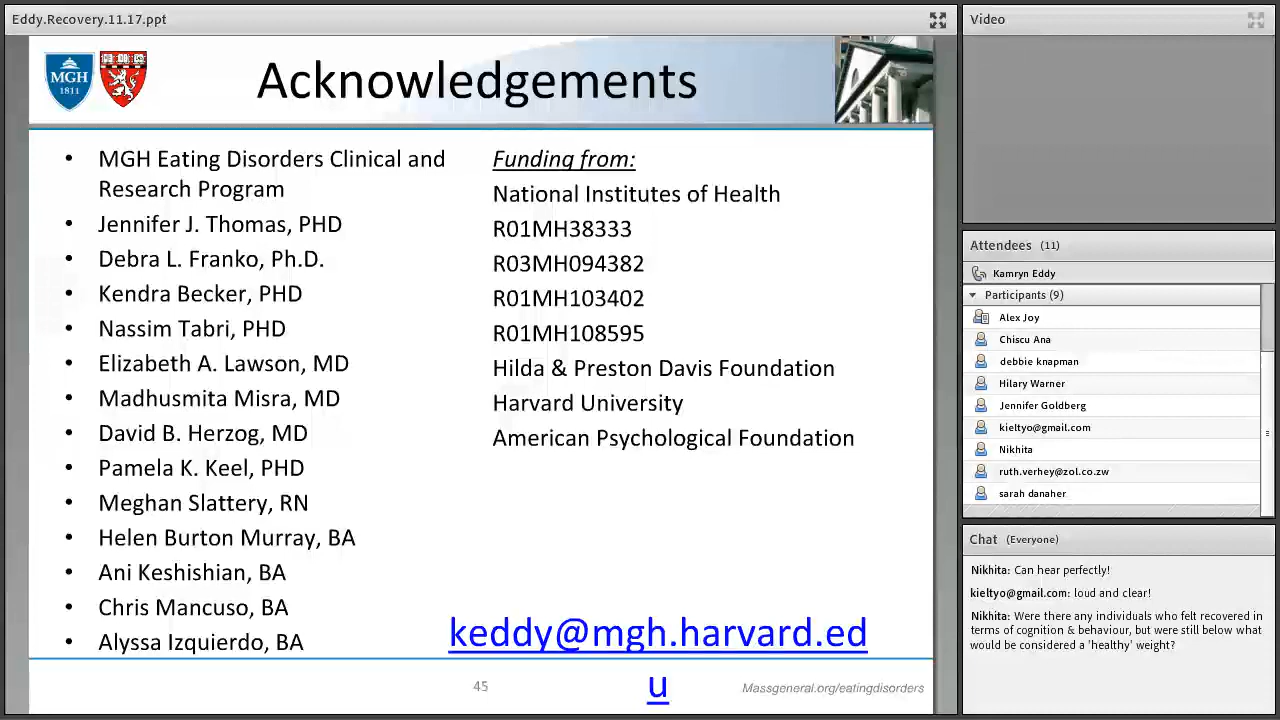 Eddy.Recovery.11.17.ppt
MGH
1811
Acknowledgements
• MGH Eating Disorders Clinical and
Research Program
• Jennifer J. Thomas, PHD
• Debra L. Franko, Ph.D.
• Kendra Becker, PHD
• Nassim Tabri, PHD
• Elizabeth A. Lawson, MD
• Madhusmita Misra, MD
• David B. Herzog, MD
• Pamela K. Keel, PHD
• Meghan Slattery, RN
• Helen Burton Murray, BA
• Ani Keshishian, BA
• Chris Mancuso, BA
• Alyssa Izquierdo, BA
Funding from:
National Institutes of Health
R01MH38333
R03MH094382
R01MH103402
R01MH108595
Hilda & Preston Davis Foundation
Harvard University
American Psychological Foundation
keddy@mgh.harvard.ed
u
45
Massgeneral.org/eatingdisorders
Video
Attendees (11)
Kamryn Eddy
Participants (9)
Alex Joy
Chiscu Ana
debbie knapman
Hilary Warner
Jennifer Goldberg
kieltyo@gmail.com
Nikhita
ruth.verhey@zol.co.zw
sarah danaher
Chat (Everyone)
Nikhita: Can hear perfectly!
kieltyo@gmail.com: loud and clear!
Nikhita: Were there any individuals who felt recovered in
terms of cognition & behaviour, but were still below what
would be considered a 'healthy' weight?